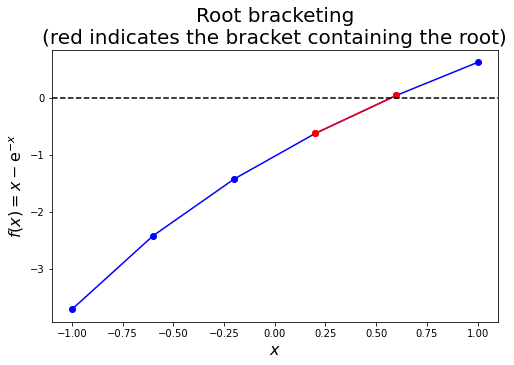 Root bracketing
(red indicates the bracket containing the root)
f(x) = x − e⁻ˣ
0
−1
−2
−3
−1.00 −0.75 −0.50 −0.25 0.00 0.25 0.50 0.75 1.00
x